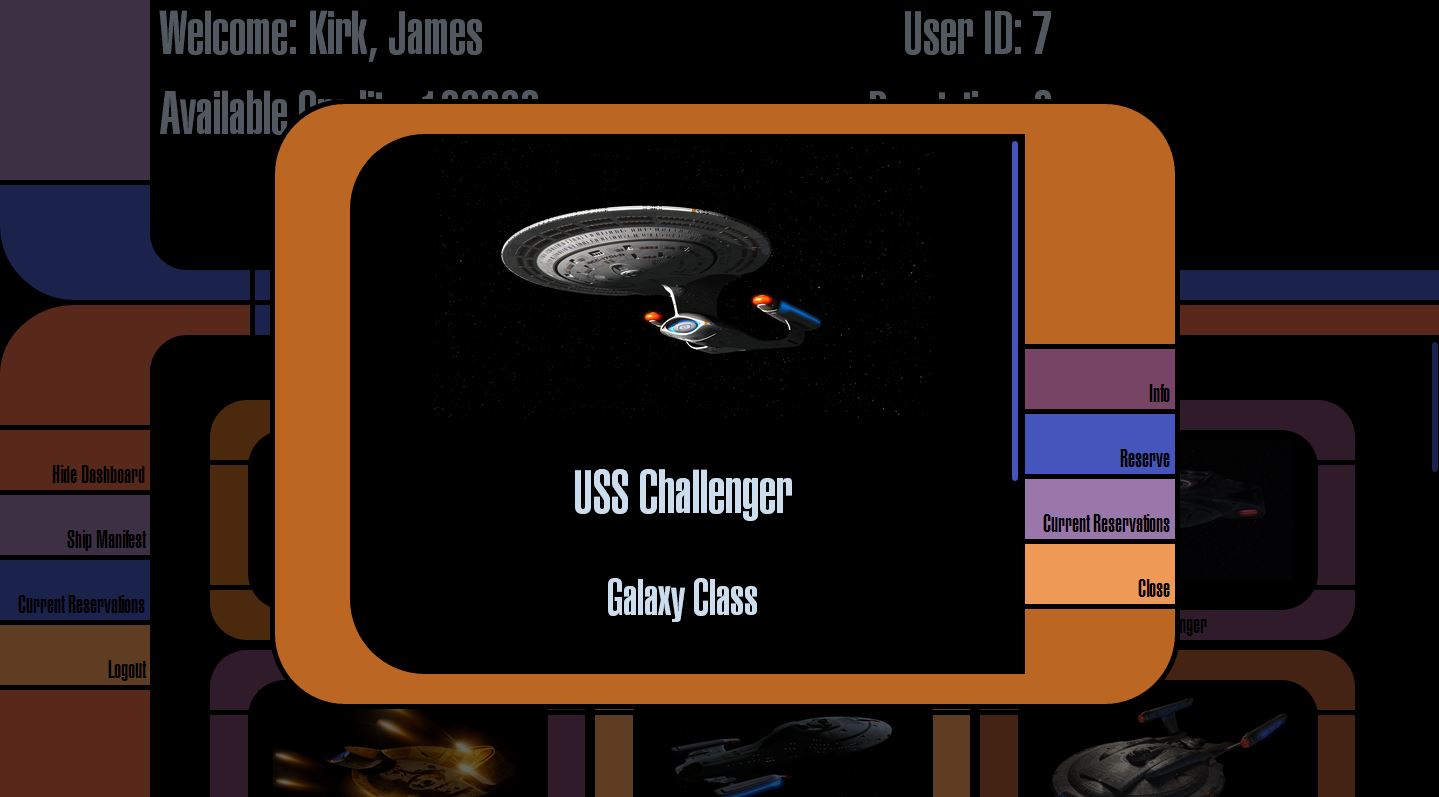 Welcome: Kirk, James
User ID: 7
Available
Hide Dashboard
Ship Manifest
Current Reservations
Logout
USS Challenger
Galaxy Class
Info
Reserve
Current Reservations
Close